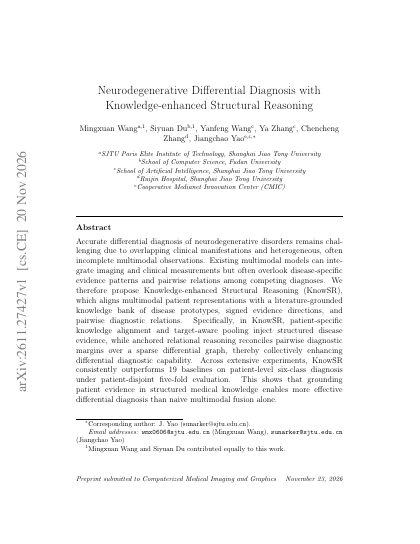 Neurodegenerative Differential Diagnosis with
Knowledge-enhanced Structural Reasoning
Mingxuan Wang^{a,1}, Siyuan Du^{b,1}, Yanfeng Wang^c, Ya Zhang^c, Chencheng
Zhang^d, Jiangchao Yao^{c,e,*}
^aSJTU Paris Elite Institute of Technology, Shanghai Jiao Tong University
^bSchool of Computer Science, Fudan University
^cSchool of Artificial Intelligence, Shanghai Jiao Tong University
^dRuijin Hospital, Shanghai Jiao Tong University
^eCooperative Medianet Innovation Center (CMIC)
arXiv:2611.27427v1 [cs.CE] 20 Nov 2026
Abstract
Accurate differential diagnosis of neurodegenerative disorders remains chal-
lenging due to overlapping clinical manifestations and heterogeneous, often
incomplete multimodal observations. Existing multimodal models can inte-
grate imaging and clinical measurements but often overlook disease-specific
evidence patterns and pairwise relations among competing diagnoses. We
therefore propose Knowledge-enhanced Structural Reasoning (KnowSR),
which aligns multimodal patient representations with a literature-grounded
knowledge bank of disease prototypes, signed evidence directions, and
pairwise diagnostic relations. Specifically, in KnowSR, patient-specific
knowledge alignment and target-aware pooling inject structured disease
evidence, while anchored relational reasoning reconciles pairwise diagnostic
margins over a sparse differential graph, thereby collectively enhancing
differential diagnostic capability. Across extensive experiments, KnowSR
consistently outperforms 19 baselines on patient-level six-class diagnosis
under patient-disjoint five-fold evaluation. This shows that grounding
patient evidence in structured medical knowledge enables more effective
differential diagnosis than naive multimodal fusion alone.
*Corresponding author: J. Yao (sunarker@sjtu.edu.cn).
Email addresses: wmx0606@sjtu.edu.cn (Mingxuan Wang), sunarker@sjtu.edu.cn
(Jiangchao Yao)
^1Mingxuan Wang and Siyuan Du contributed equally to this work.
Preprint submitted to Computerized Medical Imaging and Graphics November 23, 2026